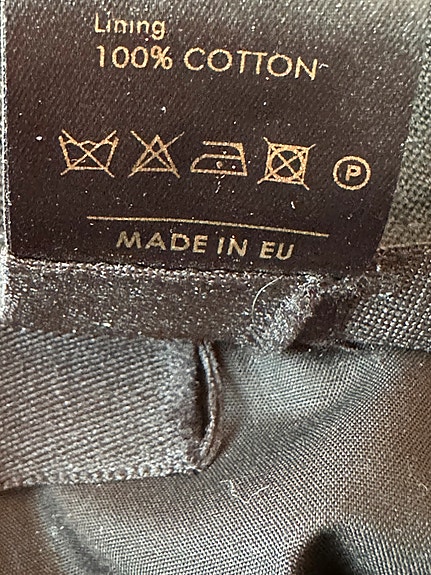 Lining
100% COTTON
P
MADE IN EU